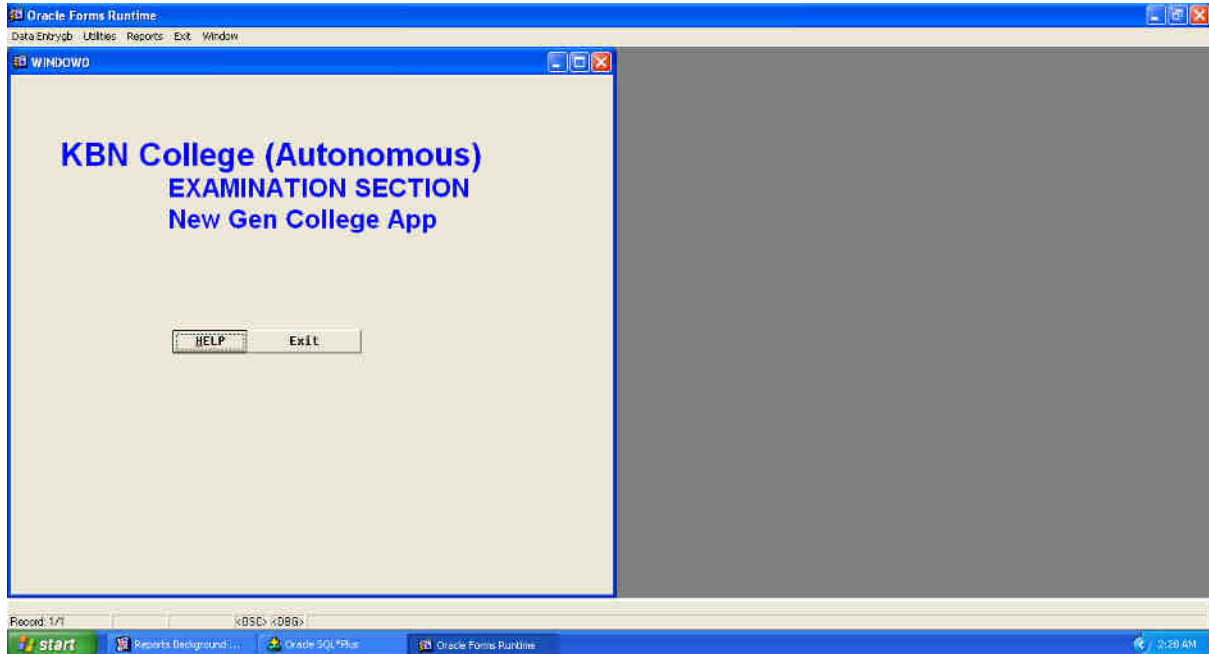 Oracle Forms Runtime
Data Entrygb Utilities Reports Exit Window
WINDOW0
KBN College (Autonomous)
EXAMINATION SECTION
New Gen College App
HELP Exit
Record: 1/1 <OSC> <DBG>
start Reports Background ... Oracle SQL*Plus Oracle Forms Runtime 2:28 AM